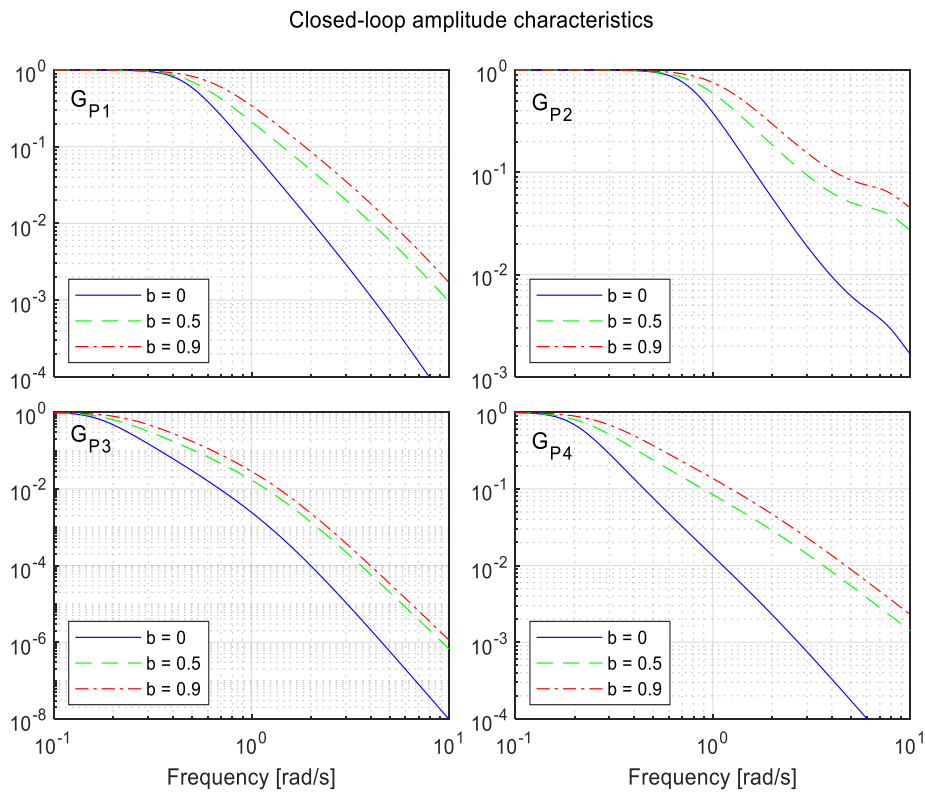 Closed-loop amplitude characteristics
10^0
10^-1
10^-2
10^-3
10^-4
G_P1
b = 0
b = 0.5
b = 0.9
10^0
10^-1
10^-2
10^-3
G_P2
b = 0
b = 0.5
b = 0.9
10^0
10^-2
10^-4
10^-6
10^-8
G_P3
b = 0
b = 0.5
b = 0.9
10^-1
10^0
10^1
Frequency [rad/s]
10^0
10^-1
10^-2
10^-3
10^-4
G_P4
b = 0
b = 0.5
b = 0.9
10^-1
10^0
10^1
Frequency [rad/s]